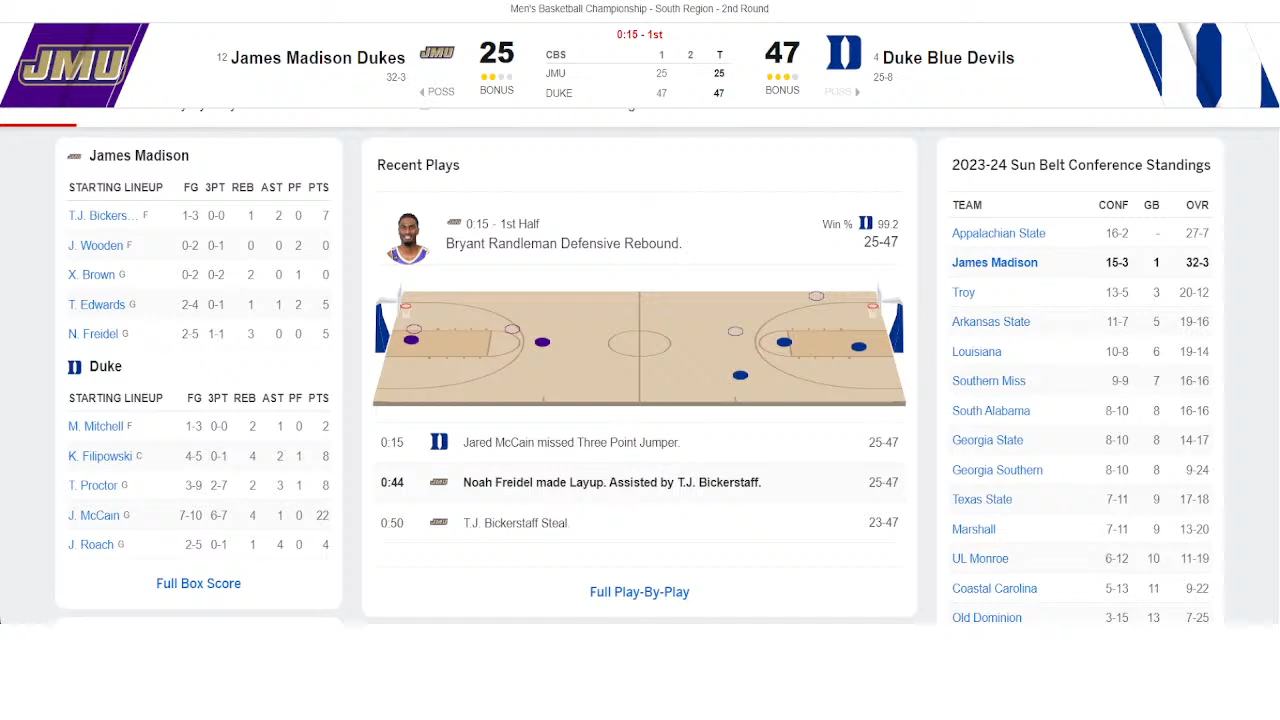 Men's Basketball Championship - South Region - 2nd Round
JMU
12 James Madison Dukes
32-3
JMU
25
BONUS
POSS
0:15 - 1st
CBS 1 2 T
JMU 25 25
DUKE 47 47
47
BONUS
4 Duke Blue Devils
25-8
POSS
James Madison
STARTING LINEUP FG 3PT REB AST PF PTS
T.J. Bickers... F 1-3 0-0 1 2 0 7
J. Wooden F 0-2 0-1 0 0 2 0
X. Brown G 0-2 0-2 2 0 1 0
T. Edwards G 2-4 0-1 1 1 2 5
N. Freidel G 2-5 1-1 3 0 0 5
Duke
STARTING LINEUP FG 3PT REB AST PF PTS
M. Mitchell F 1-3 0-0 2 1 0 2
K. Filipowski C 4-5 0-1 4 2 1 8
T. Proctor G 3-9 2-7 2 3 1 8
J. McCain G 7-10 6-7 4 1 0 22
J. Roach G 2-5 0-1 1 4 0 4
Full Box Score
Recent Plays
JMU 0:15 - 1st Half
Bryant Randleman Defensive Rebound.
Win % 99.2
25-47
0:15 Jared McCain missed Three Point Jumper. 25-47
0:44 JMU Noah Freidel made Layup. Assisted by T.J. Bickerstaff. 25-47
0:50 JMU T.J. Bickerstaff Steal. 23-47
Full Play-By-Play
2023-24 Sun Belt Conference Standings
TEAM CONF GB OVR
Appalachian State 16-2 - 27-7
James Madison 15-3 1 32-3
Troy 13-5 3 20-12
Arkansas State 11-7 5 19-16
Louisiana 10-8 6 19-14
Southern Miss 9-9 7 16-16
South Alabama 8-10 8 16-16
Georgia State 8-10 8 14-17
Georgia Southern 8-10 8 9-24
Texas State 7-11 9 17-18
Marshall 7-11 9 13-20
UL Monroe 6-12 10 11-19
Coastal Carolina 5-13 11 9-22
Old Dominion 3-15 13 7-25